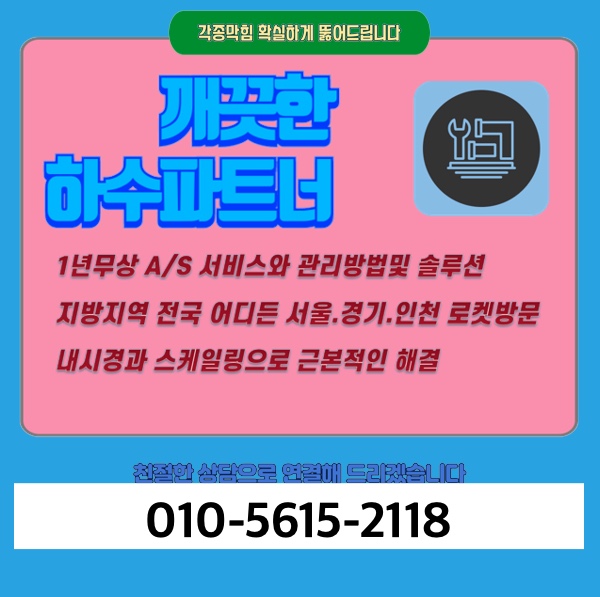 각종막힘 확실하게 뚫어드립니다
깨끗한
하수파트너
1년무상 A/S 서비스와 관리방법및 솔루션
지방지역 전국 어디든 서울.경기.인천 로켓방문
내시경과 스케일링으로 근본적인 해결
친절한 상담으로 연결해 드리겠습니다
010-5615-2118